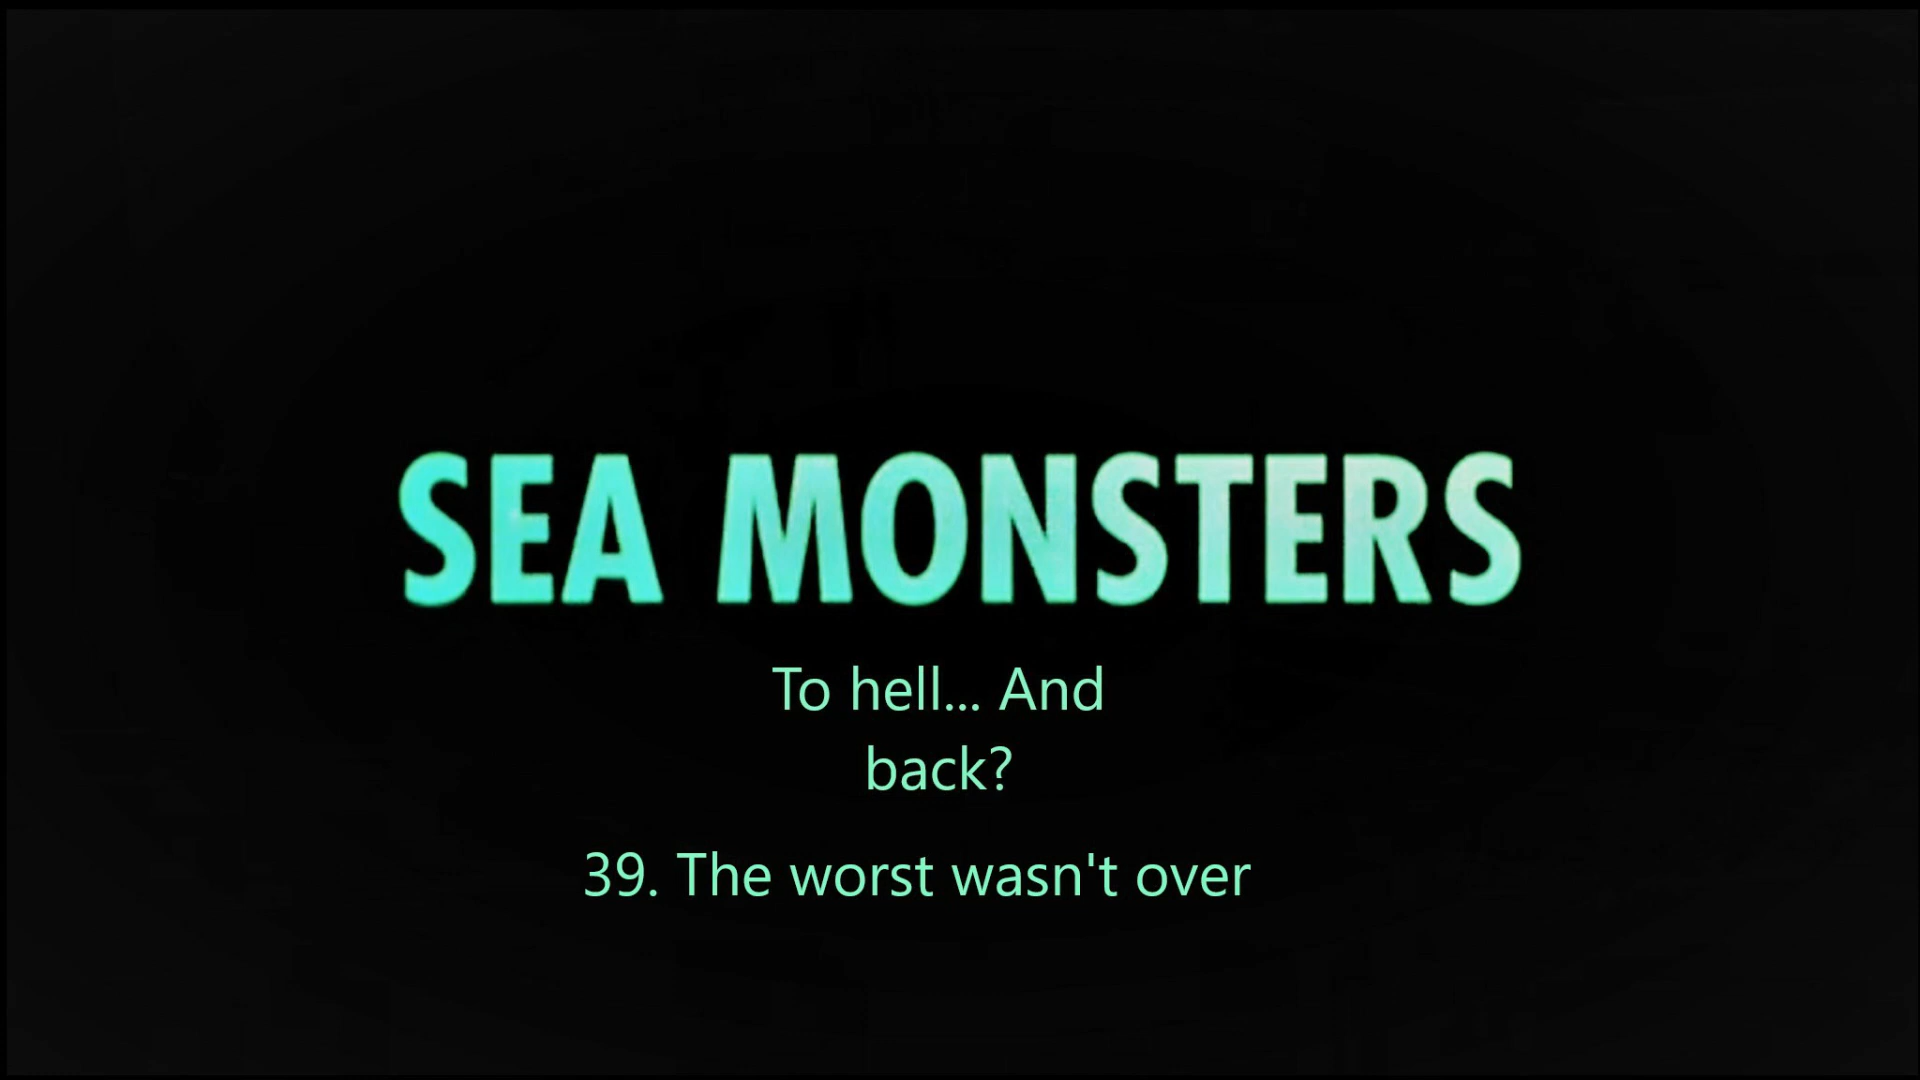 SEA MONSTERS
To hell... And
back?
39. The worst wasn't over